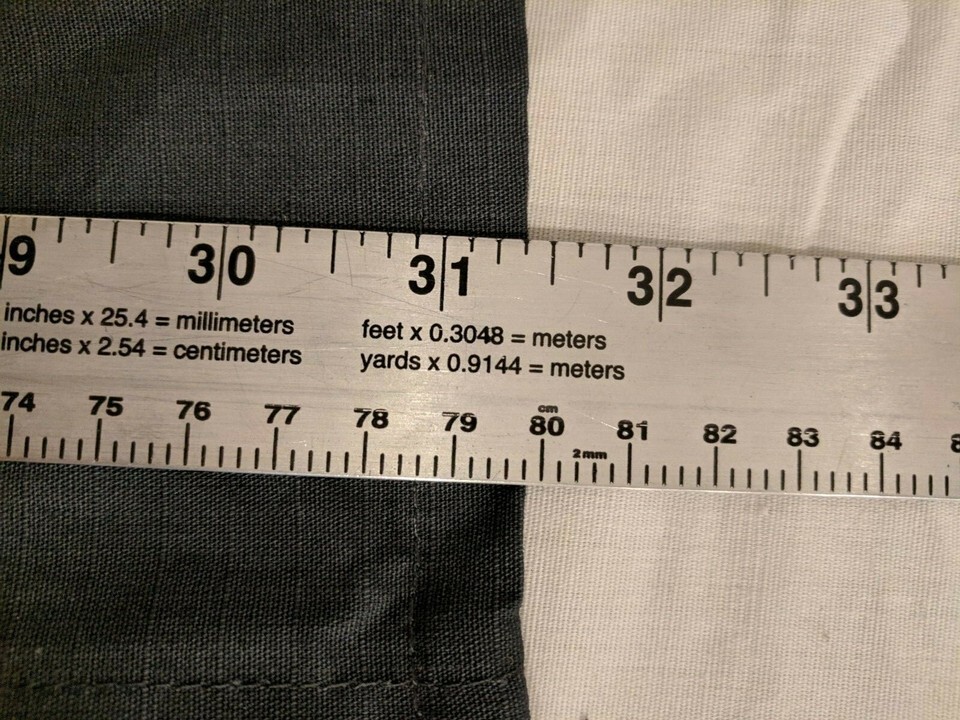 9 30 31 32 33
inches x 25.4 = millimeters
inches x 2.54 = centimeters
feet x 0.3048 = meters
yards x 0.9144 = meters
cm
74 75 76 77 78 79 80 81 82 83 84 8
2mm